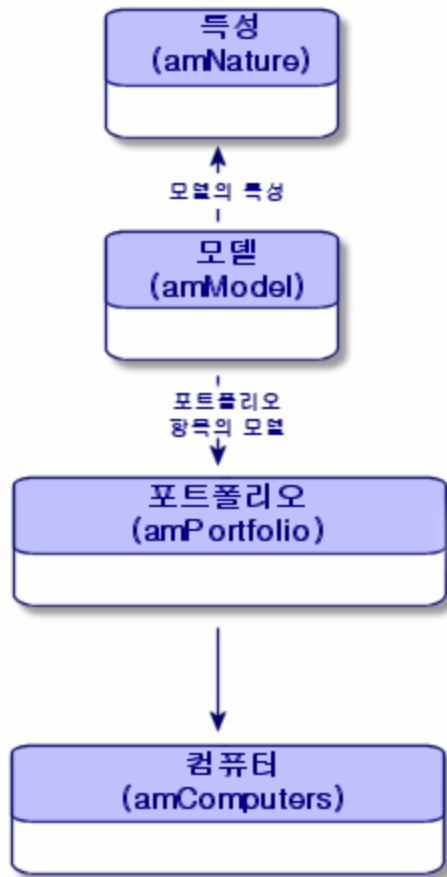 특성
(amNature)
모델의 특성
모델
(amModel)
포트폴리오
항목의 모델
포트폴리오
(amPortfolio)
컴퓨터
(amComputers)